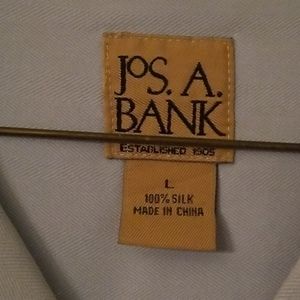 JOS. A.
BANK
ESTABLISHED 1905
L
100% SILK
MADE IN CHINA